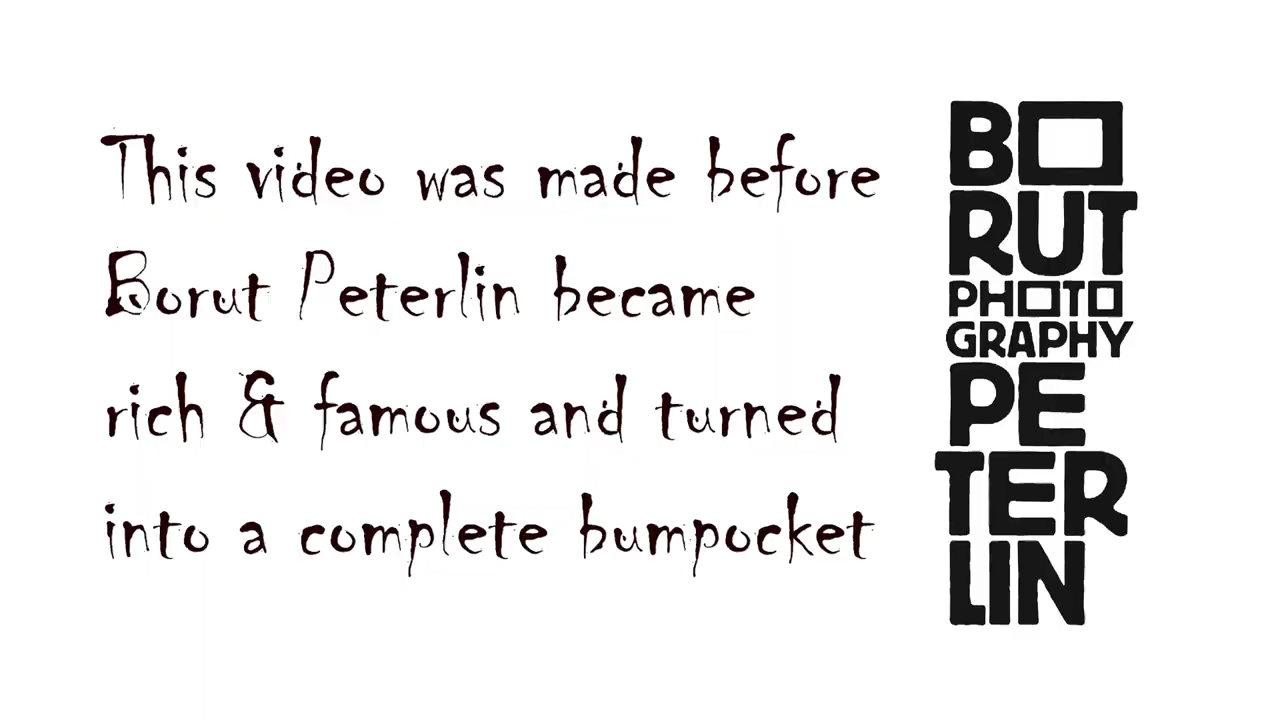 This video was made before
Borut Peterlin became
rich & famous and turned
into a complete bumpocket
BO
RUT
PHOTO
GRAPHY
PE
TER
LIN